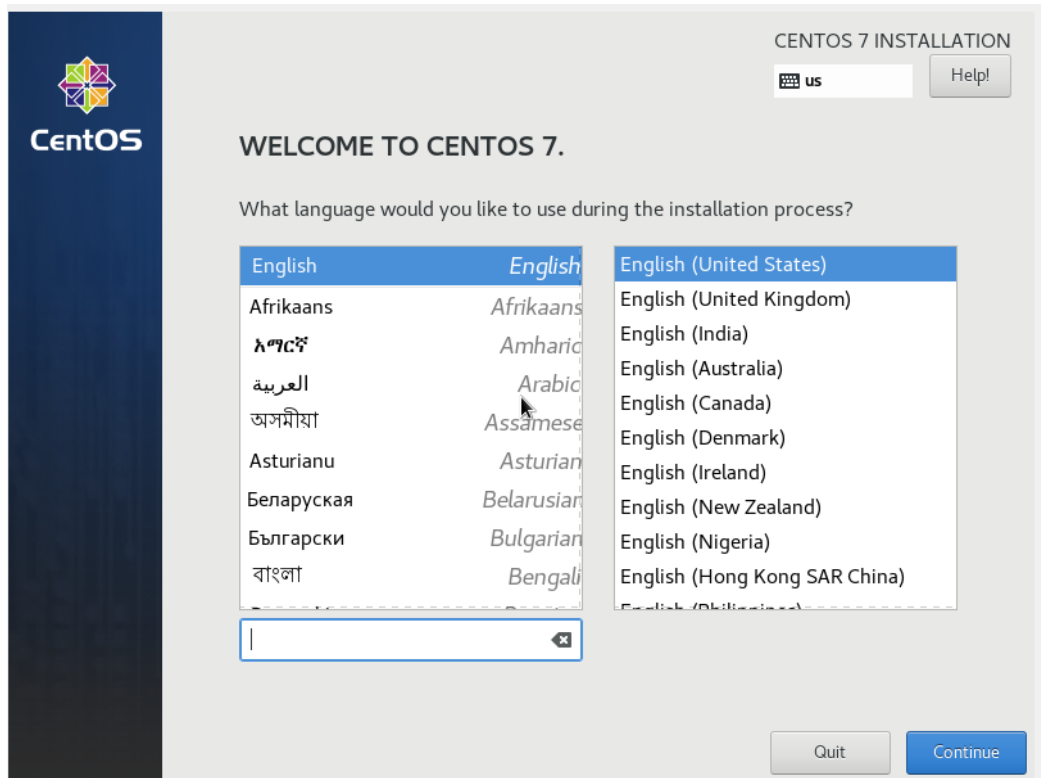 CentOS
CENTOS 7 INSTALLATION
us
Help!
WELCOME TO CENTOS 7.
What language would you like to use during the installation process?
English English
Afrikaans Afrikaans
አማርኛ Amharic
العربية Arabic
অসমীয়া Assamese
Asturianu Asturian
Беларуская Belarusian
Български Bulgarian
বাংলা Bengali
English (United States)
English (United Kingdom)
English (India)
English (Australia)
English (Canada)
English (Denmark)
English (Ireland)
English (New Zealand)
English (Nigeria)
English (Hong Kong SAR China)
English (Philippines)
Quit
Continue